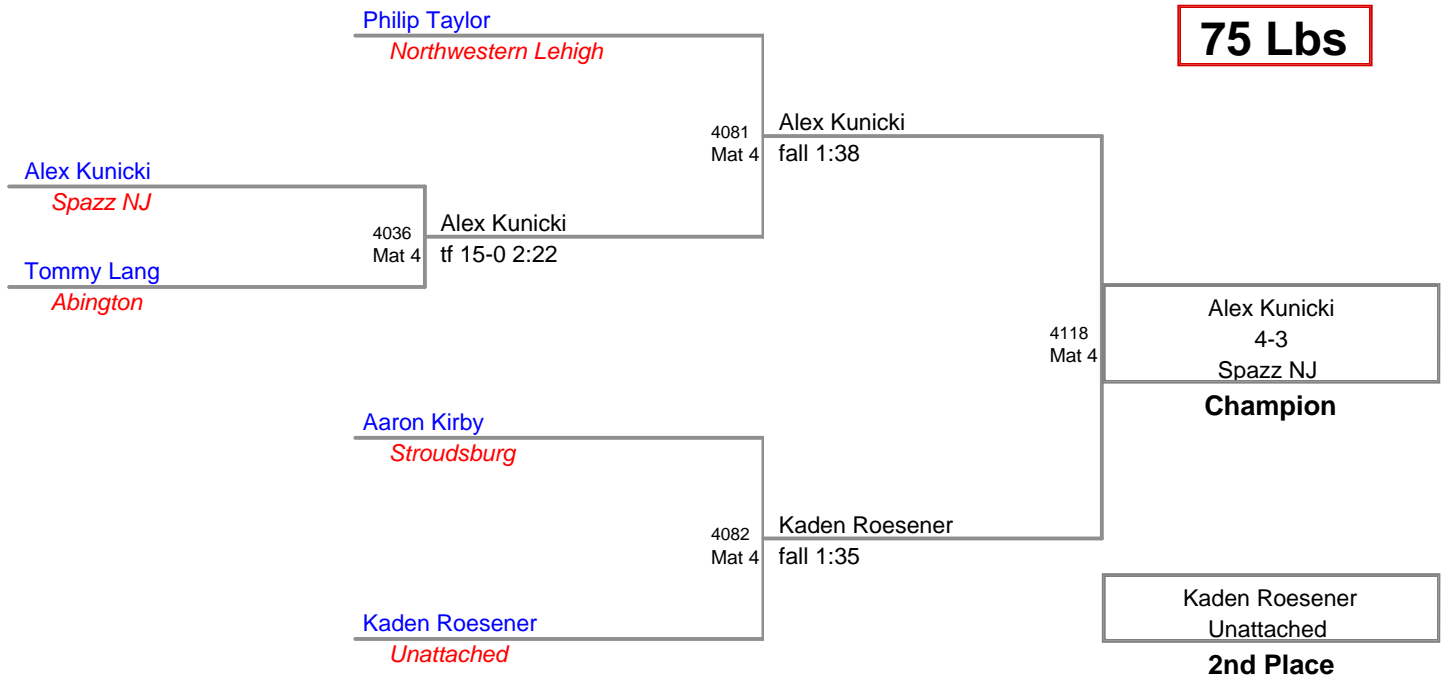 Philip Taylor
Northwestern Lehigh
75 Lbs
4081
Mat 4
Alex Kunicki
fall 1:38
Alex Kunicki
Spazz NJ
4036
Mat 4
Alex Kunicki
tf 15-0 2:22
Tommy Lang
Abington
4118
Mat 4
Alex Kunicki
4-3
Spazz NJ
Champion
Aaron Kirby
Stroudsburg
4082
Mat 4
Kaden Roesener
fall 1:35
Kaden Roesener
Unattached
Kaden Roesener
Unattached
2nd Place